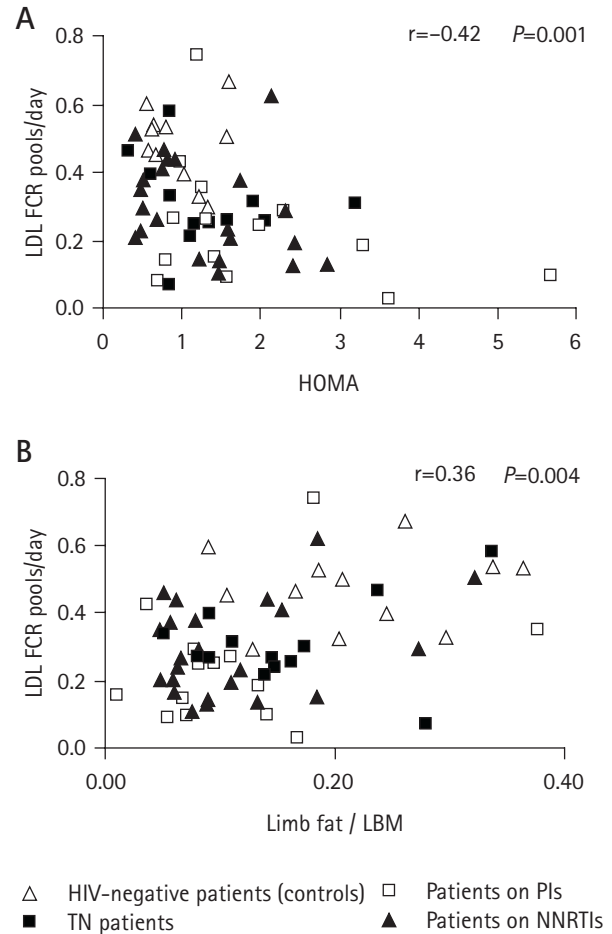 A
r=–0.42 P=0.001
LDL FCR pools/day
0.8
0.6
0.4
0.2
0.0
0 1 2 3 4 5 6
HOMA
B
r=0.36 P=0.004
LDL FCR pools/day
0.8
0.6
0.4
0.2
0.0
0.00 0.20 0.40
Limb fat / LBM
HIV-negative patients (controls) Patients on PIs
TN patients Patients on NNRTIs